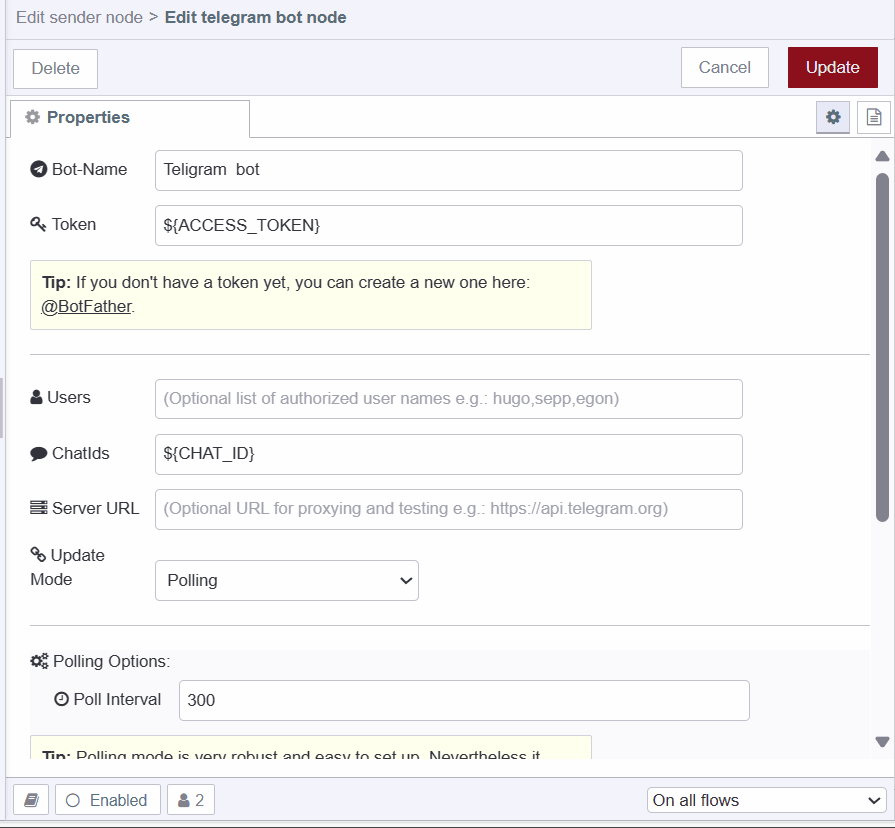 Edit sender node > Edit telegram bot node
Delete
Cancel
Update
Properties
Bot-Name
Teligram  bot
Token
${ACCESS_TOKEN}
Tip: If you don't have a token yet, you can create a new one here:
@BotFather.
Users
(Optional list of authorized user names e.g.: hugo,sepp,egon)
ChatIds
${CHAT_ID}
Server URL
(Optional URL for proxying and testing e.g.: https://api.telegram.org)
Update
Mode
Polling
Polling Options:
Poll Interval
300
Tip: Polling mode is very robust and easy to set up. Nevertheless it
Enabled
2
On all flows